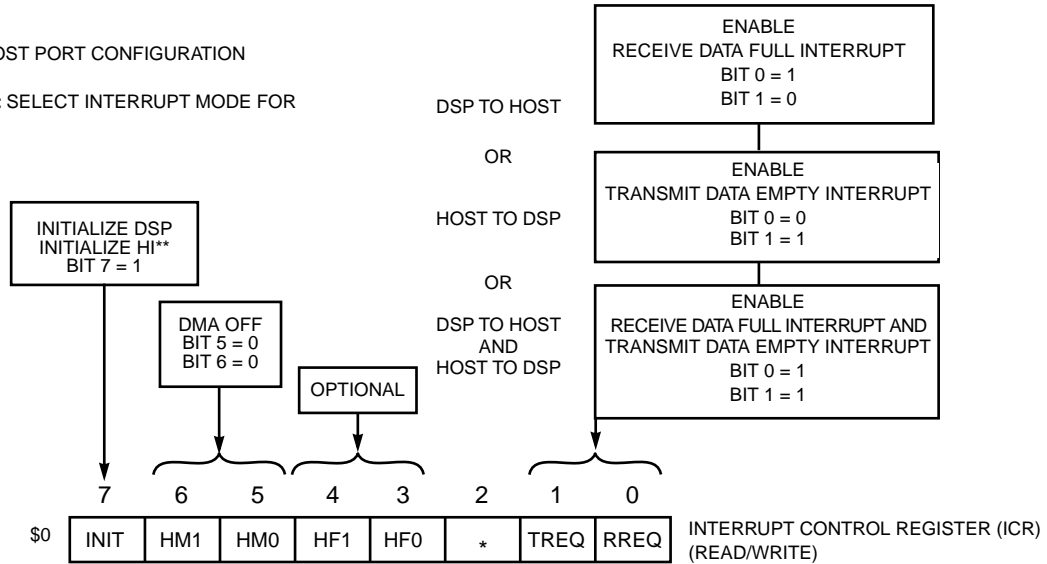 OST PORT CONFIGURATION
: SELECT INTERRUPT MODE FOR
DSP TO HOST
ENABLE
RECEIVE DATA FULL INTERRUPT
BIT 0 = 1
BIT 1 = 0
OR
HOST TO DSP
ENABLE
TRANSMIT DATA EMPTY INTERRUPT
BIT 0 = 0
BIT 1 = 1
OR
DSP TO HOST
AND
HOST TO DSP
ENABLE
RECEIVE DATA FULL INTERRUPT AND
TRANSMIT DATA EMPTY INTERRUPT
BIT 0 = 1
BIT 1 = 1
INITIALIZE DSP
INITIALIZE HI**
BIT 7 = 1
DMA OFF
BIT 5 = 0
BIT 6 = 0
OPTIONAL
7 6 5 4 3 2 1 0
$0 INIT HM1 HM0 HF1 HF0 * TREQ RREQ
INTERRUPT CONTROL REGISTER (ICR)
(READ/WRITE)